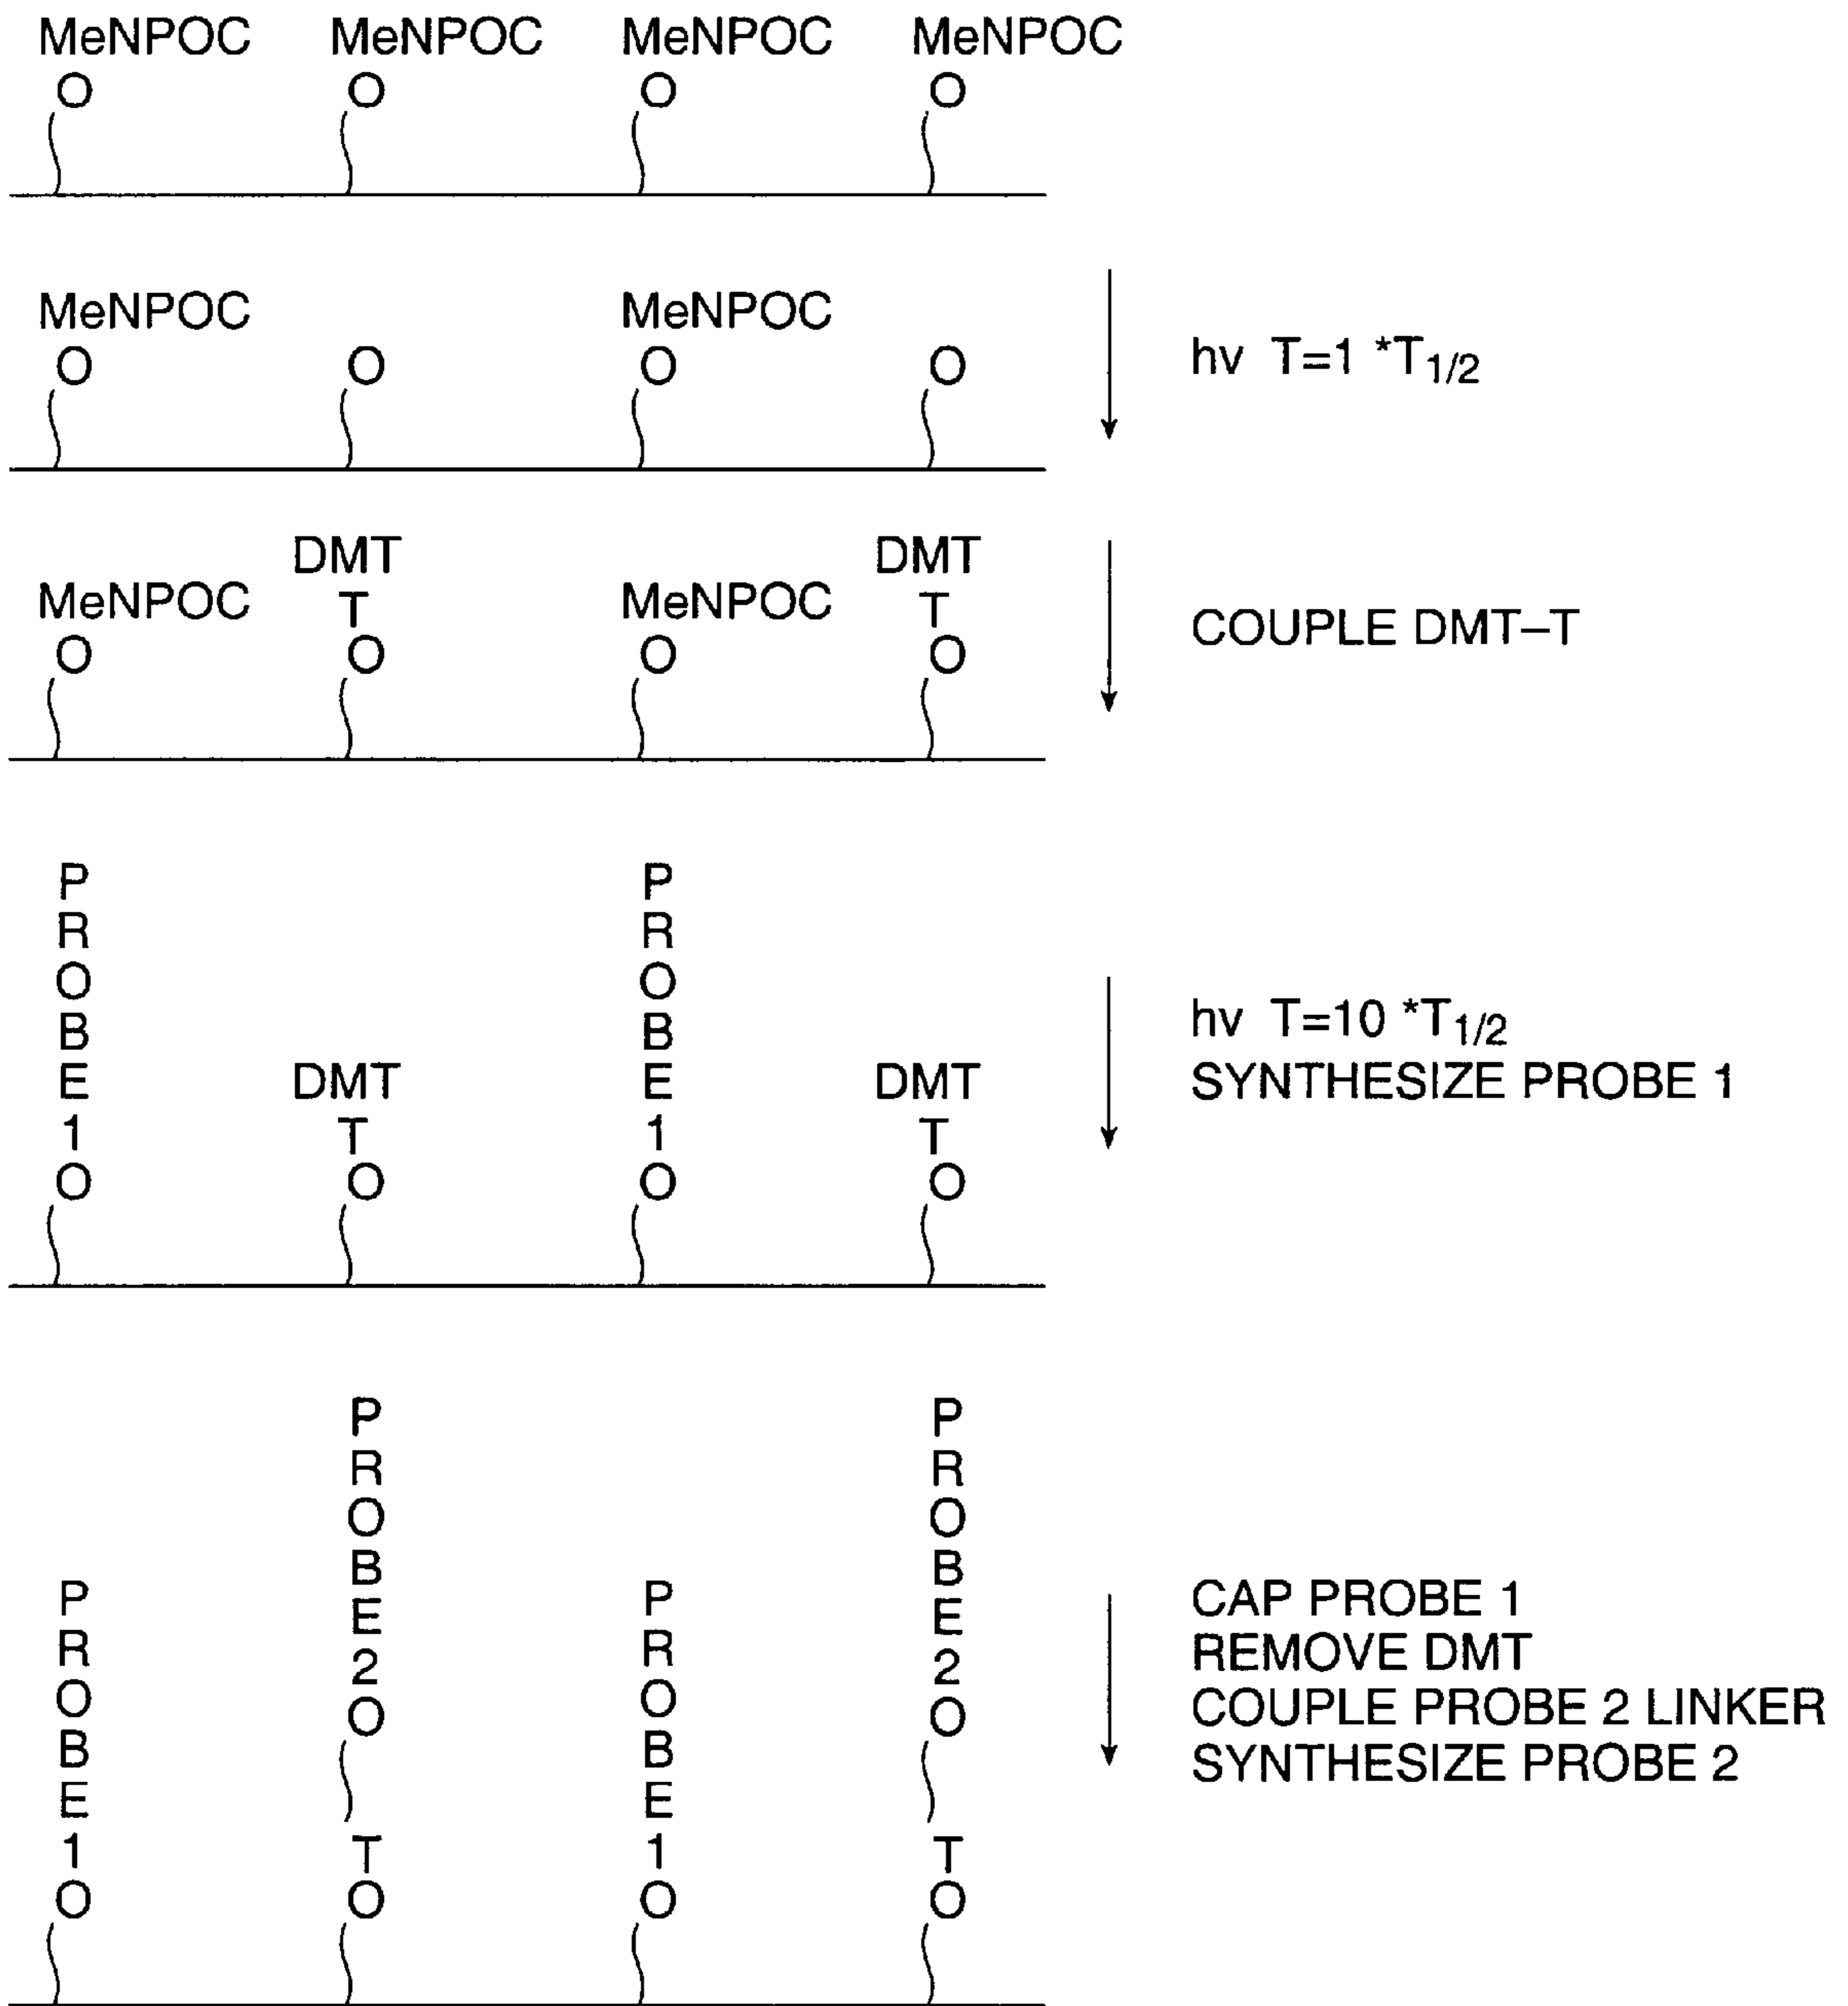 MeNPOC MeNPOC MeNPOC MeNPOC
O O O O
MeNPOC MeNPOC
O O O O
hv T=1 *T1/2
DMT DMT
MeNPOC T MeNPOC T
O O O O
COUPLE DMT–T
P P
R R
O O
B B
E DMT E DMT
1 T 1 T
O O O O
hv T=10 *T1/2
SYNTHESIZE PROBE 1
P P
R R
O O
B B
P E P E
R 2 R 2
O O O O
B B
E E
1 T 1 T
O O O O
CAP PROBE 1
REMOVE DMT
COUPLE PROBE 2 LINKER
SYNTHESIZE PROBE 2